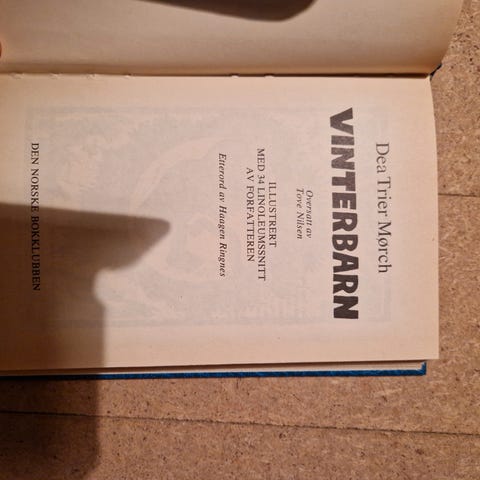 Dea Trier Mørch
VINTERBARN
Oversatt av
Tove Nilsen
ILLUSTRERT
MED 34 LINOLEUMSSNITT
AV FORFATTEREN
Etterord av Haagen Ringnes
DEN NORSKE BOKKLUBBEN